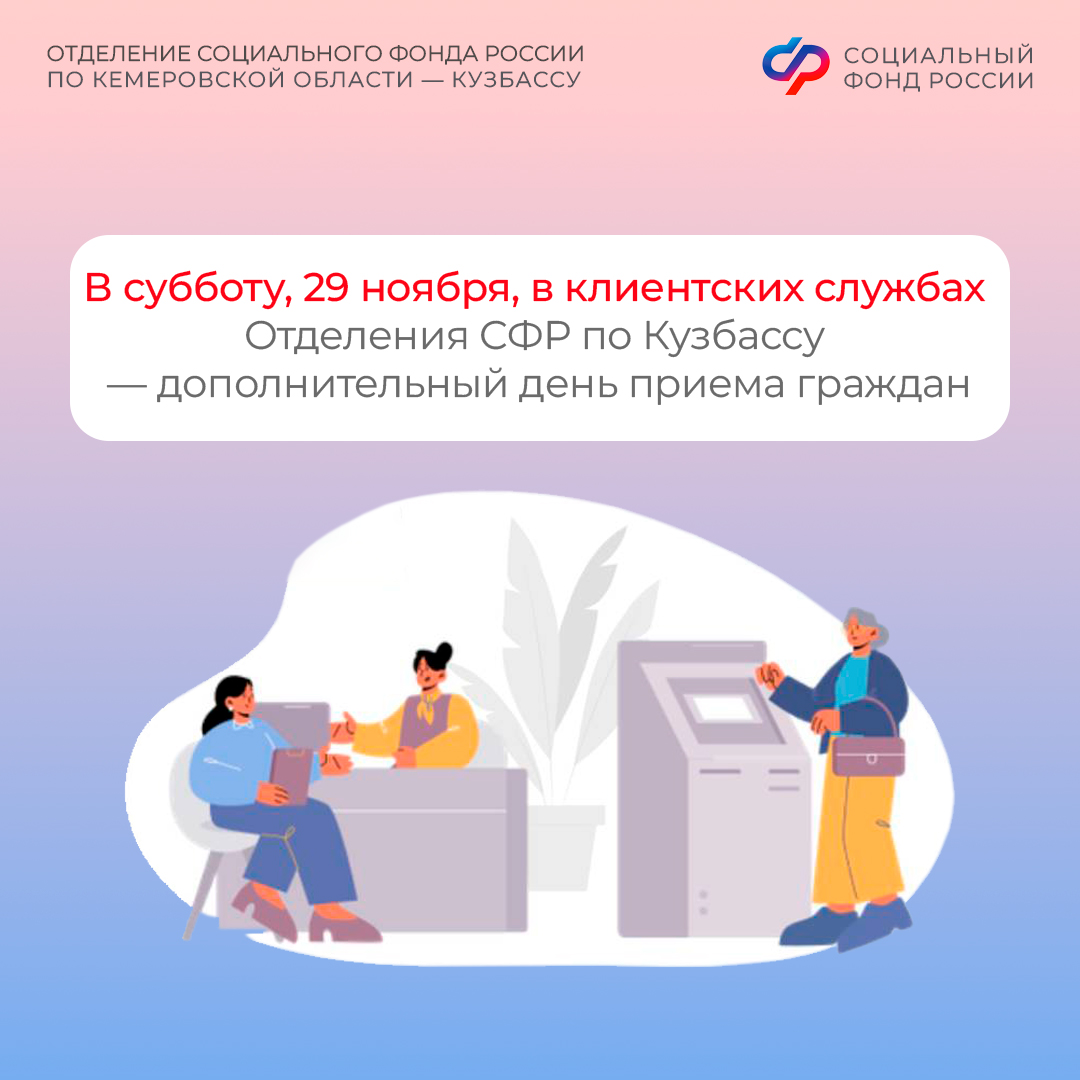 ОТДЕЛЕНИЕ СОЦИАЛЬНОГО ФОНДА РОССИИ
ПО КЕМЕРОВСКОЙ ОБЛАСТИ — КУЗБАССУ
СОЦИАЛЬНЫЙ
ФОНД РОССИИ
В субботу, 29 ноября, в клиентских службах
Отделения СФР по Кузбассу
— дополнительный день приема граждан